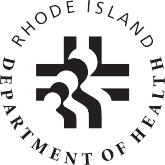 RHODE ISLAND
DEPARTMENT OF HEALTH